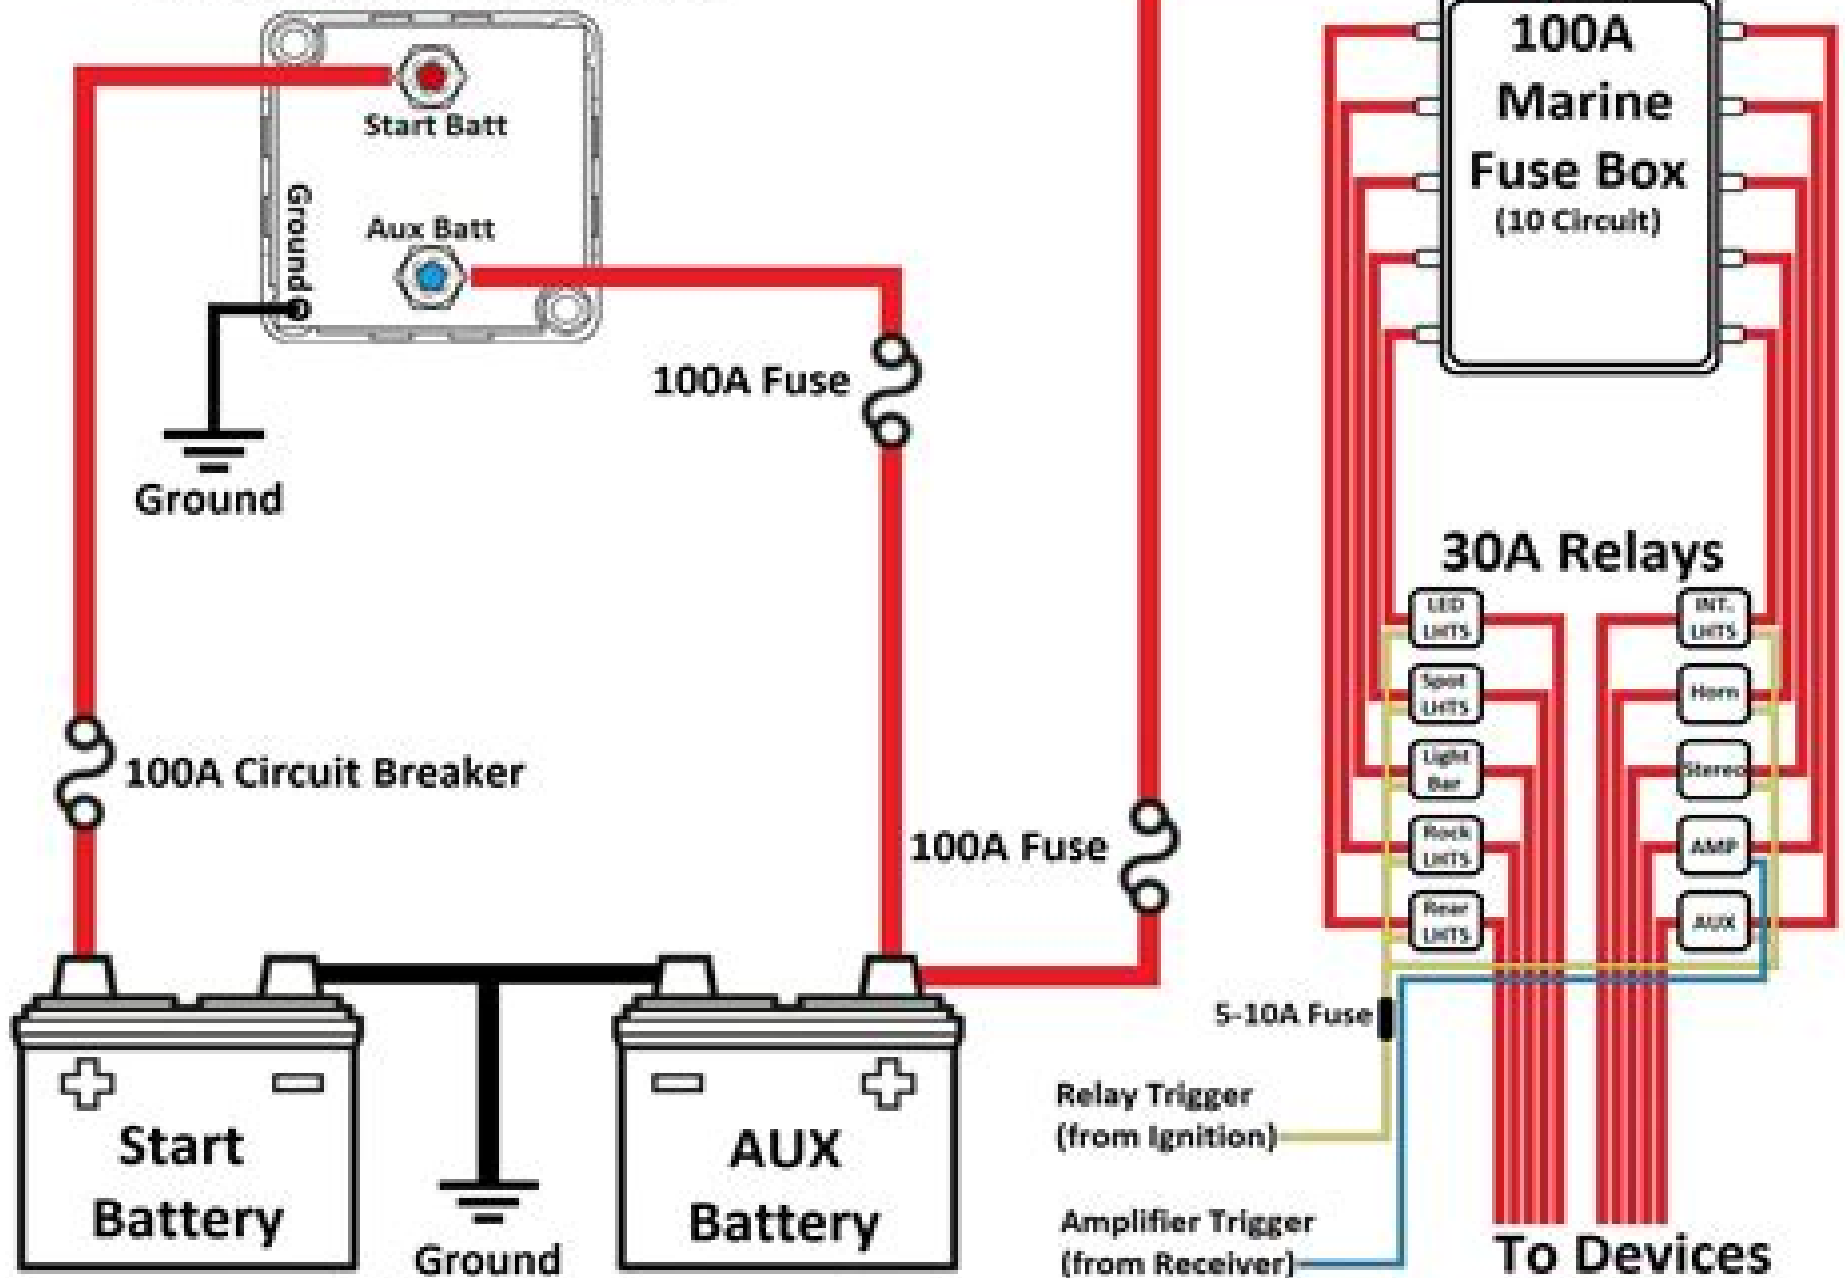 Start Batt
Ground
Aux Batt
Ground
100A Fuse
100A Circuit Breaker
100A Fuse
Start
Battery
Ground
AUX
Battery
100A
Marine
Fuse Box
(10 Circuit)
30A Relays
LED
LHTS
Spot
LHTS
Light
Bar
Rock
LHTS
Rear
LHTS
INT.
LHTS
Horn
Stereo
AMP
AUX
5-10A Fuse
Relay Trigger
(from Ignition)
Amplifier Trigger
(from Receiver)
To Devices